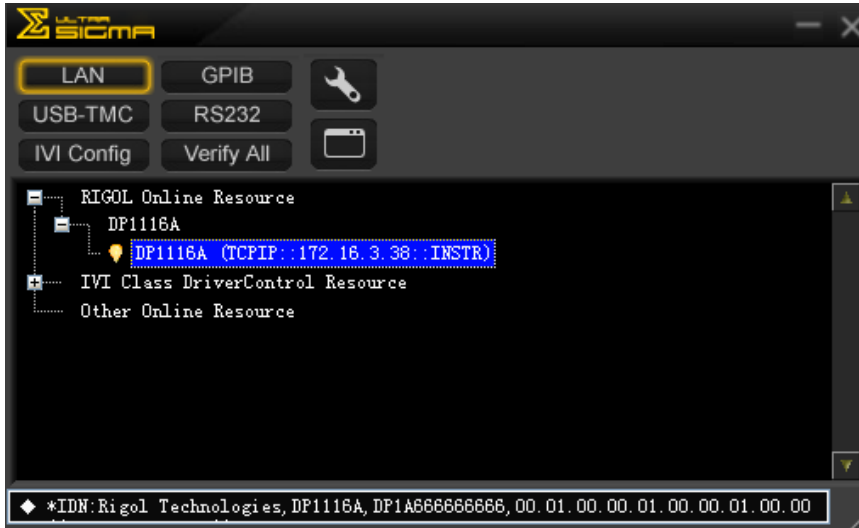 ULTRA
SIGMA
LAN GPIB
USB-TMC RS232
IVI Config Verify All
RIGOL Online Resource
DP1116A
DP1116A (TCPIP::172.16.3.38::INSTR)
IVI Class DriverControl Resource
Other Online Resource
*IDN:Rigol Technologies,DP1116A,DP1A666666666,00.01.00.00.01.00.00.01.00.00